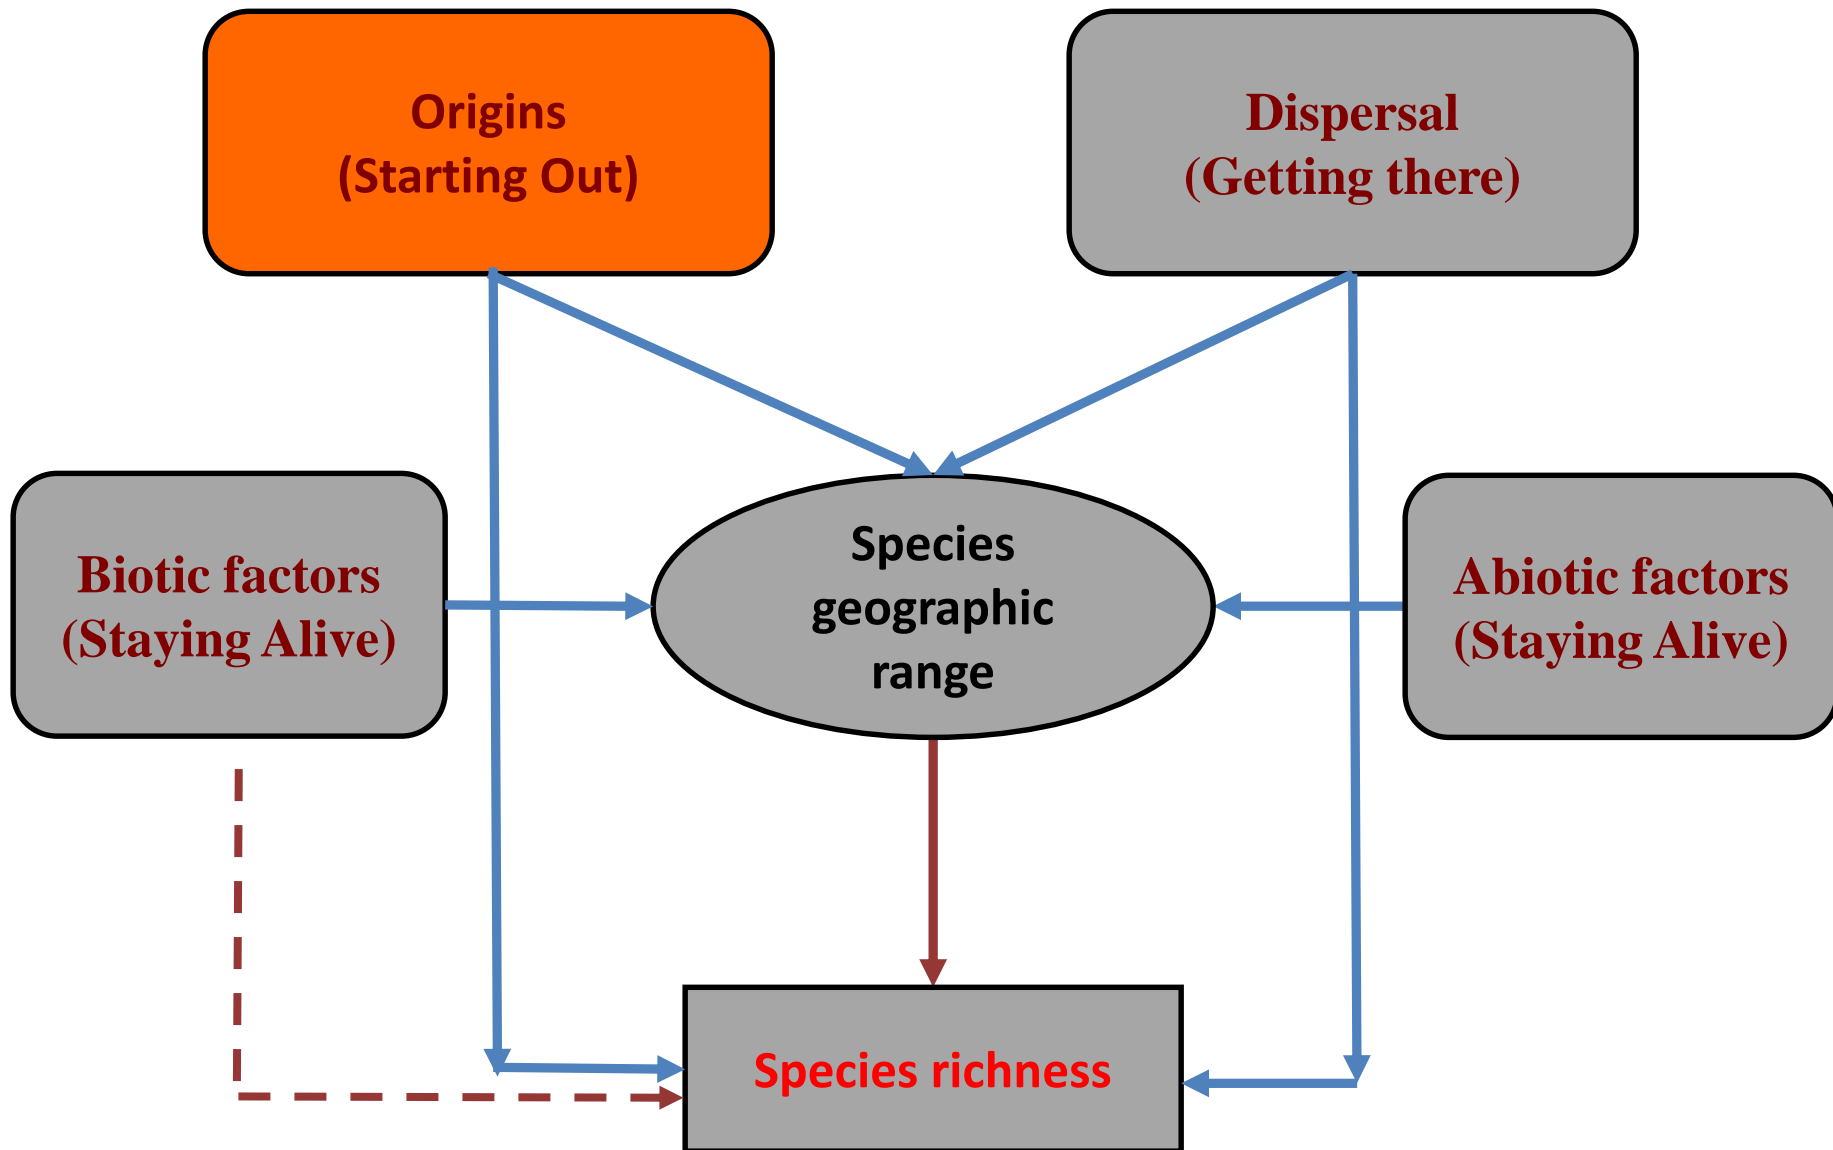 Origins
(Starting Out)
Dispersal
(Getting there)
Biotic factors
(Staying Alive)
Species
geographic
range
Abiotic factors
(Staying Alive)
Species richness